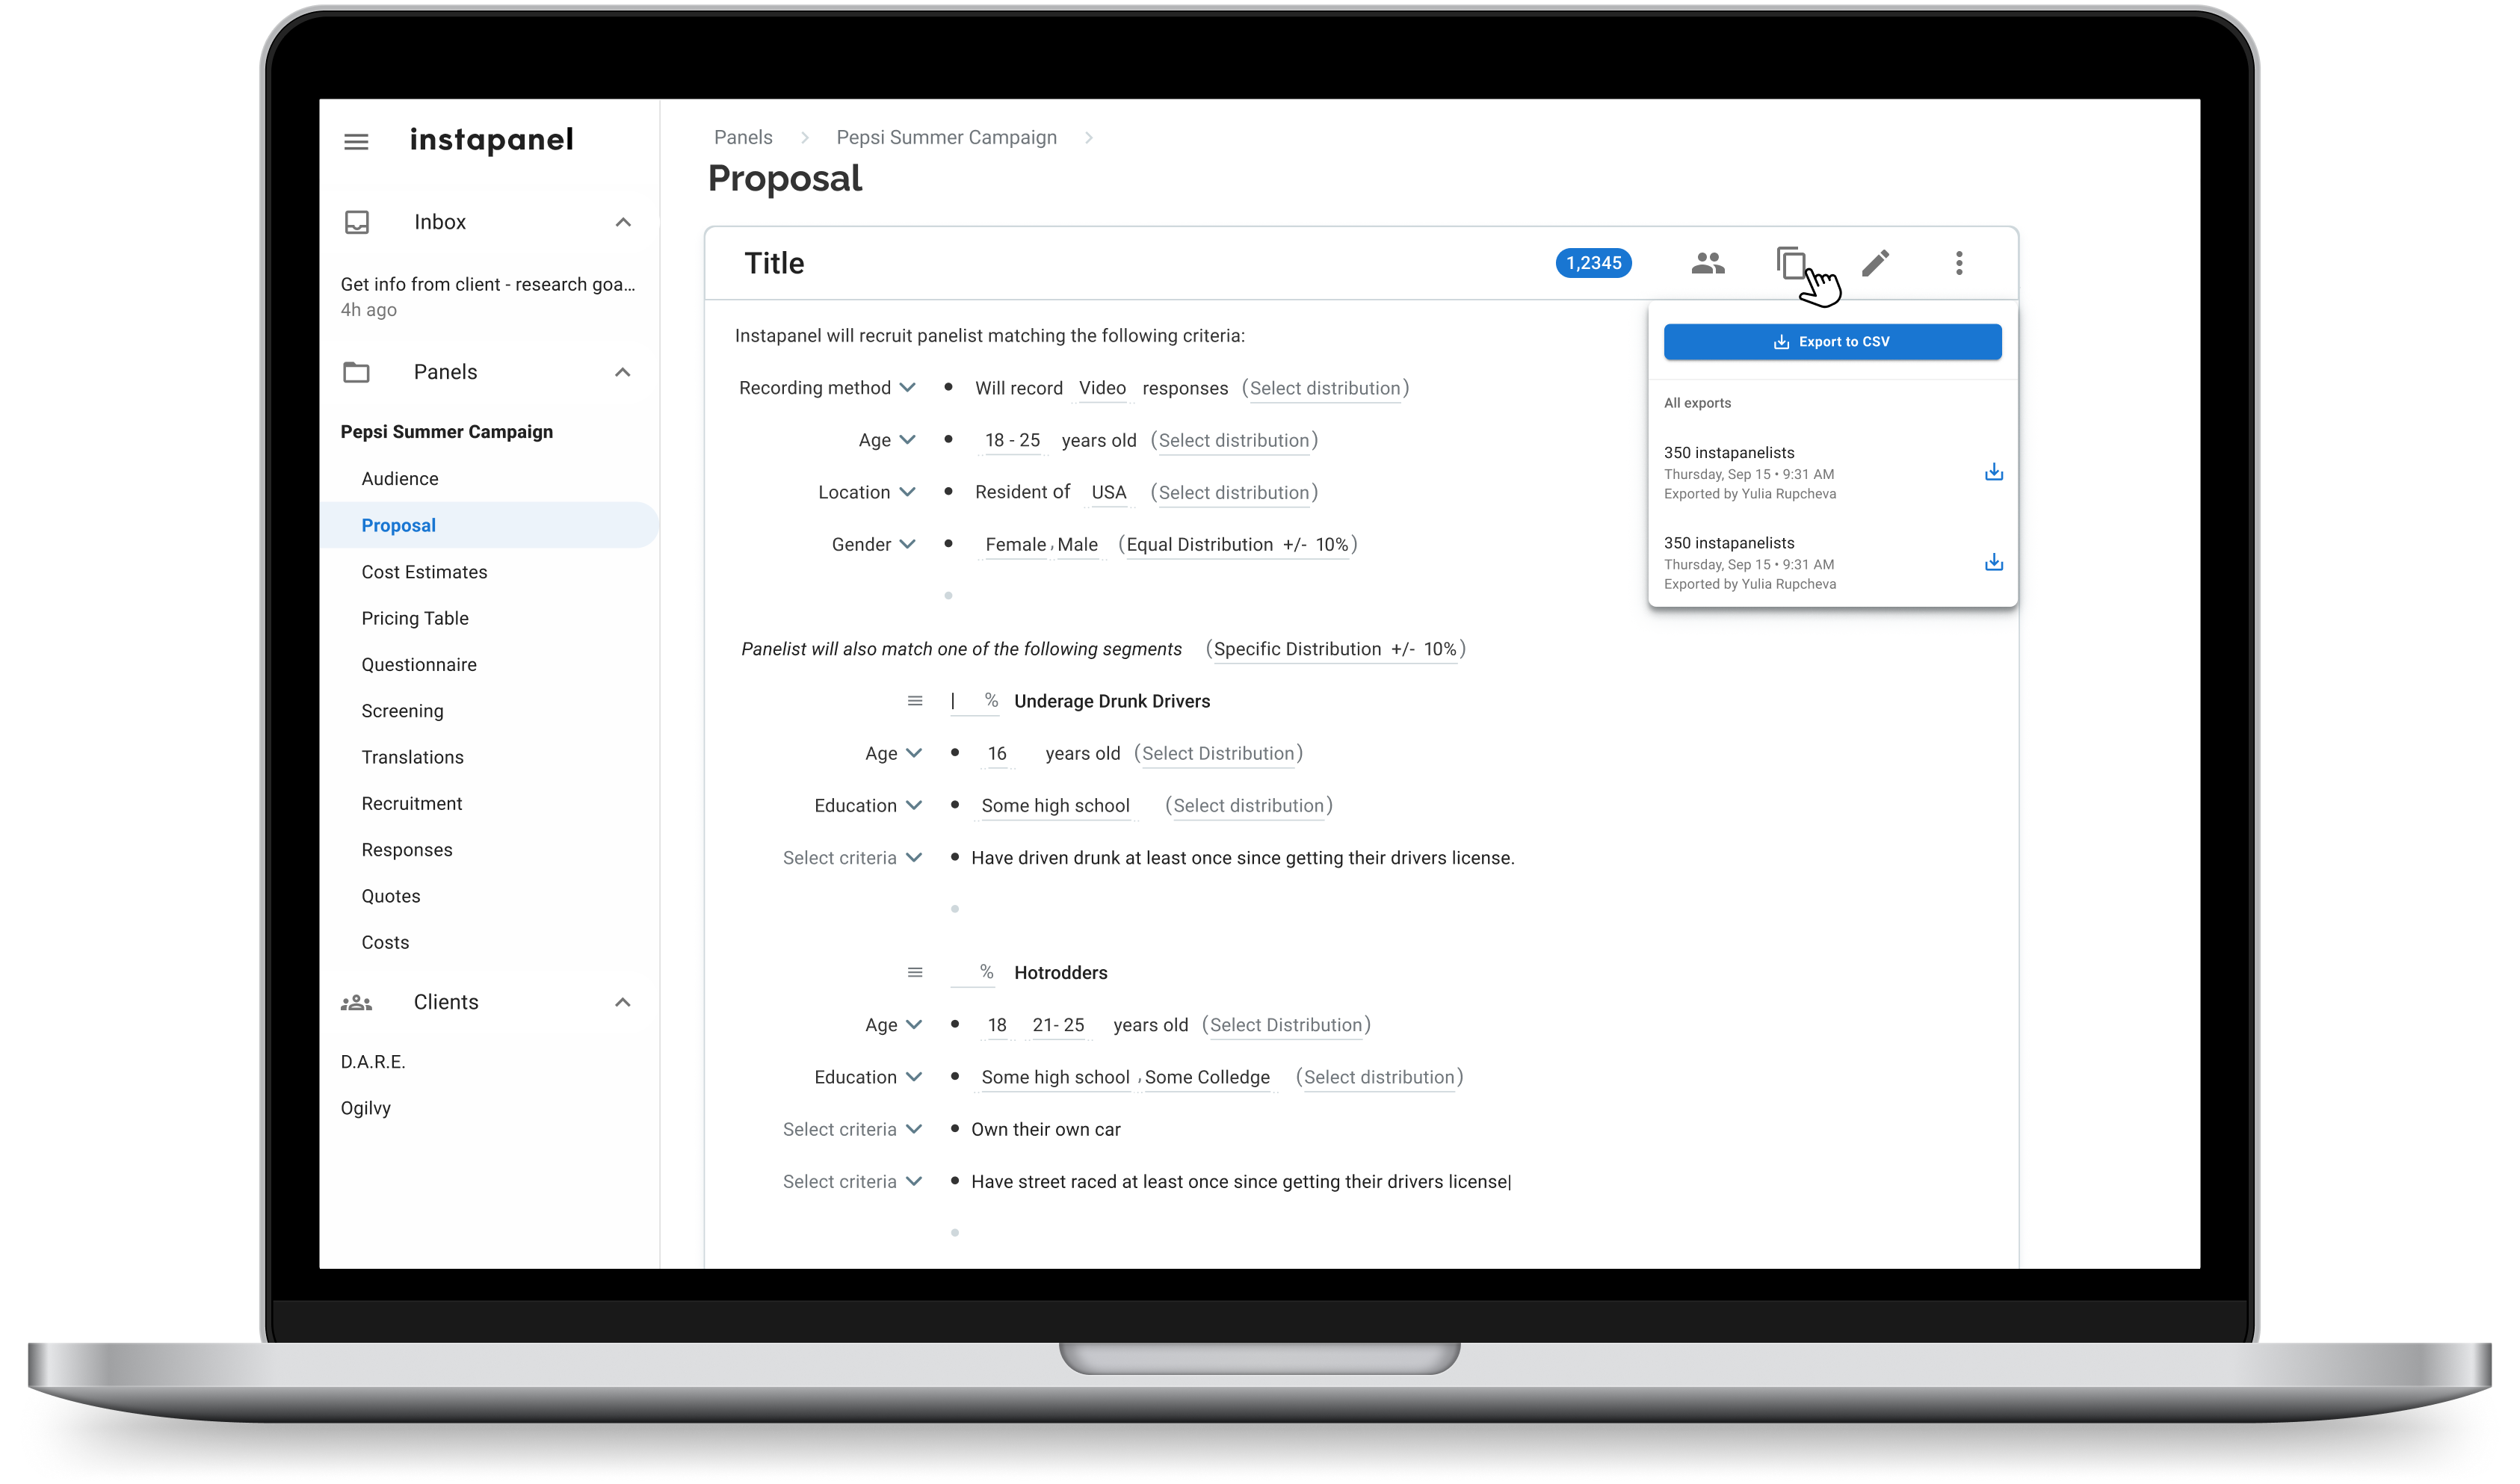 instapanel
Inbox
Get info from client - research goa...
4h ago
Panels
Pepsi Summer Campaign
Audience
Proposal
Cost Estimates
Pricing Table
Questionnaire
Screening
Translations
Recruitment
Responses
Quotes
Costs
Clients
D.A.R.E.
Ogilvy
Panels > Pepsi Summer Campaign >
Proposal
Title
1,2345
Export to CSV
All exports
350 instapanelists
Thursday, Sep 15 • 9:31 AM
Exported by Yulia Rupcheva
350 instapanelists
Thursday, Sep 15 • 9:31 AM
Exported by Yulia Rupcheva
Instapanel will recruit panelist matching the following criteria:
Recording method • Will record Video responses (Select distribution)
Age • 18 - 25 years old (Select distribution)
Location • Resident of USA (Select distribution)
Gender • Female, Male (Equal Distribution +/- 10%)
Panelist will also match one of the following segments (Specific Distribution +/- 10%)
% Underage Drunk Drivers
Age • 16 years old (Select Distribution)
Education • Some high school (Select distribution)
Select criteria • Have driven drunk at least once since getting their drivers license.
% Hotrodders
Age • 18 21- 25 years old (Select Distribution)
Education • Some high school , Some Colledge (Select distribution)
Select criteria • Own their own car
Select criteria • Have street raced at least once since getting their drivers license